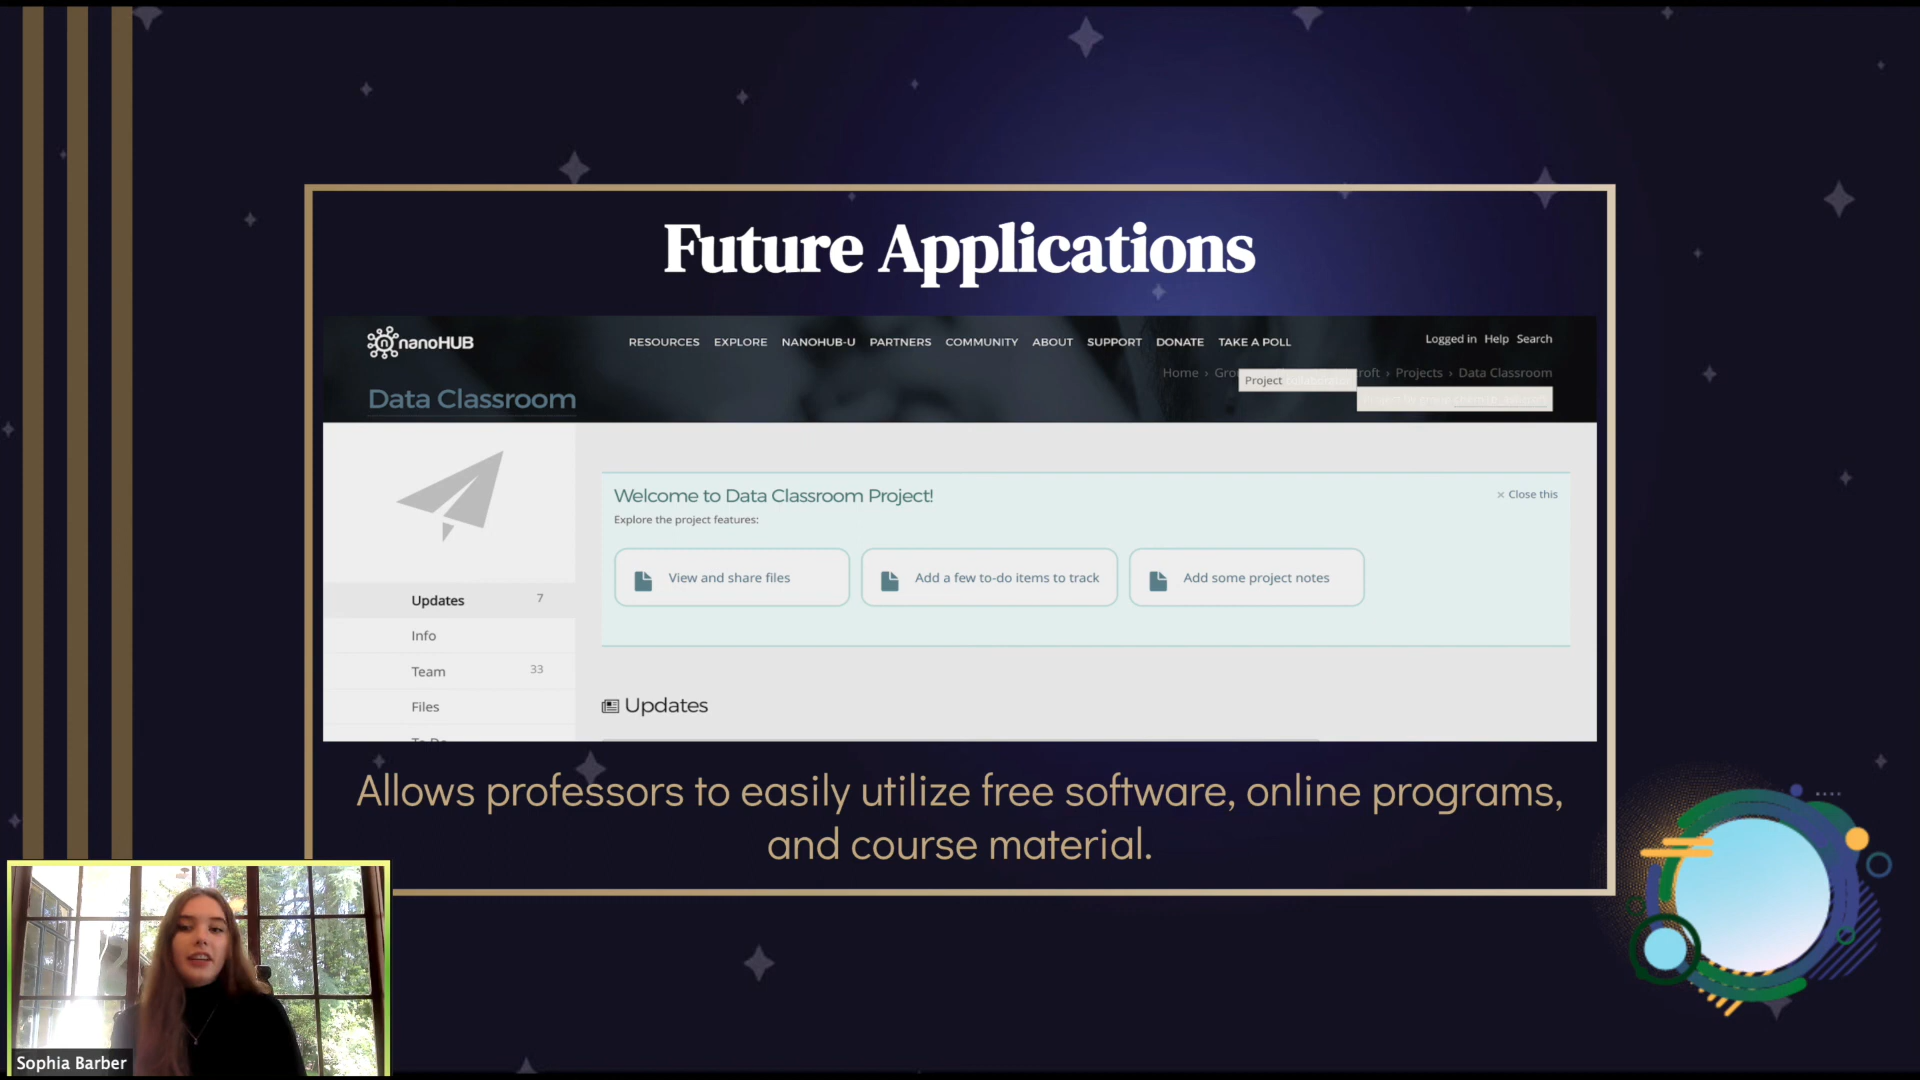 Future Applications
nanoHUB
RESOURCES EXPLORE NANOHUB-U PARTNERS COMMUNITY ABOUT SUPPORT DONATE TAKE A POLL
Logged in Help Search
Home › Gro roft › Projects › Data Classroom
Project
Data Classroom
Welcome to Data Classroom Project!
× Close this
Explore the project features:
View and share files
Add a few to-do items to track
Add some project notes
Updates 7
Info
Team 33
Files
To Do
Updates
Allows professors to easily utilize free software, online programs,
and course material.
Sophia Barber